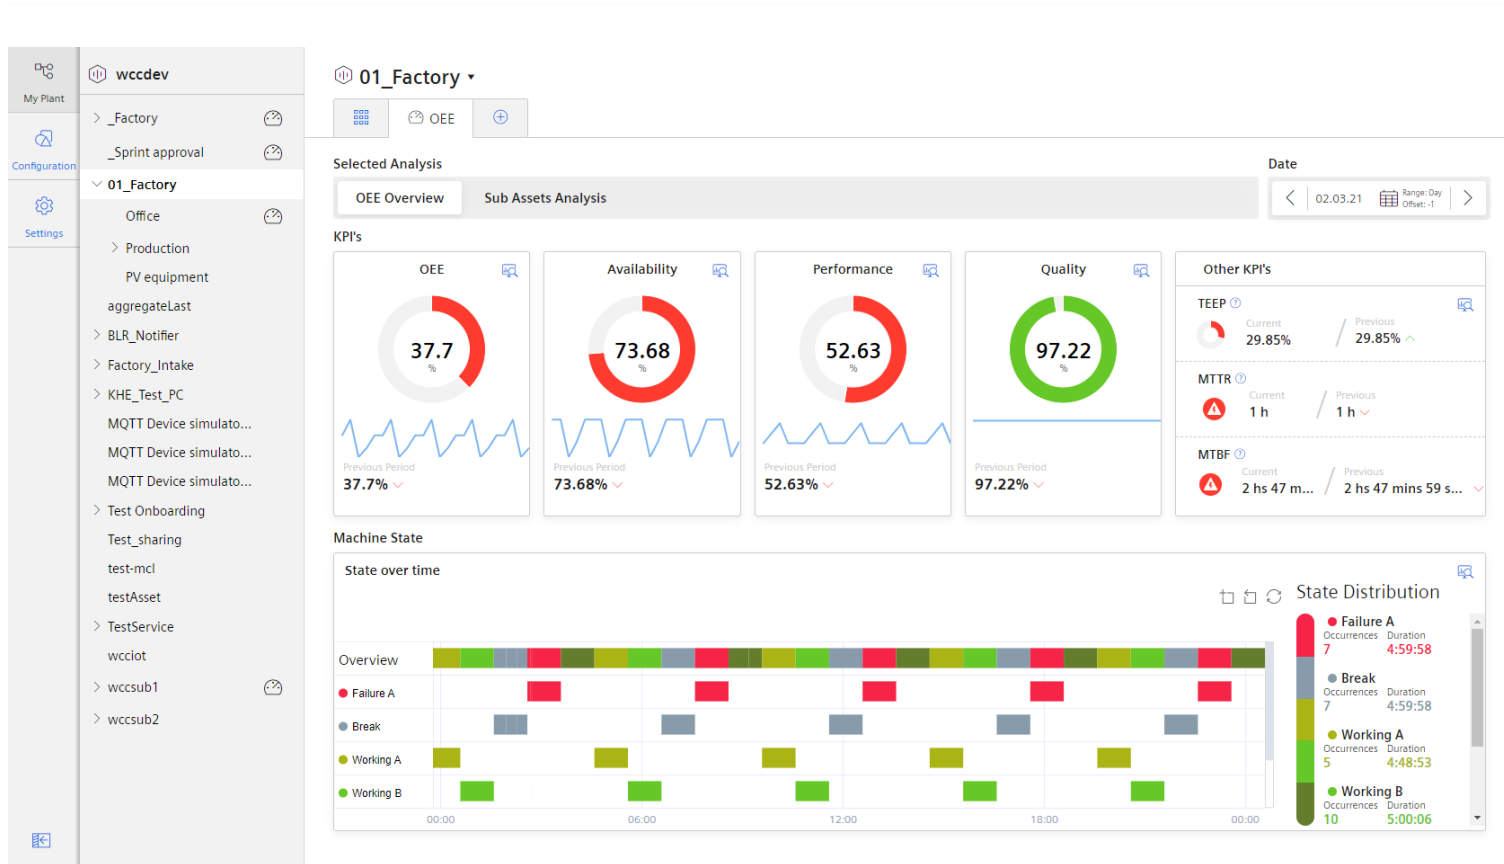 My Plant
Configuration
Settings
wccdev
_Factory
_Sprint approval
01_Factory
Office
Production
PV equipment
aggregateLast
BLR_Notifier
Factory_Intake
KHE_Test_PC
MQTT Device simulato...
MQTT Device simulato...
MQTT Device simulato...
Test Onboarding
Test_sharing
test-mcl
testAsset
TestService
wcciot
wccsub1
wccsub2
01_Factory
OEE
Selected Analysis
Date
OEE Overview Sub Assets Analysis
02.03.21
Range: Day
Offset: -1
KPI's
OEE
37.7
%
Previous Period
37.7%
Availability
73.68
%
Previous Period
73.68%
Performance
52.63
%
Previous Period
52.63%
Quality
97.22
%
Previous Period
97.22%
Other KPI's
TEEP
Current Previous
29.85% / 29.85%
MTTR
Current Previous
1 h / 1 h
MTBF
Current Previous
2 hs 47 m... / 2 hs 47 mins 59 s...
Machine State
State over time
Overview
Failure A
Break
Working A
Working B
00:00 06:00 12:00 18:00 00:00
State Distribution
Failure A
Occurrences Duration
7 4:59:58
Break
Occurrences Duration
7 4:59:58
Working A
Occurrences Duration
5 4:48:53
Working B
Occurrences Duration
10 5:00:06